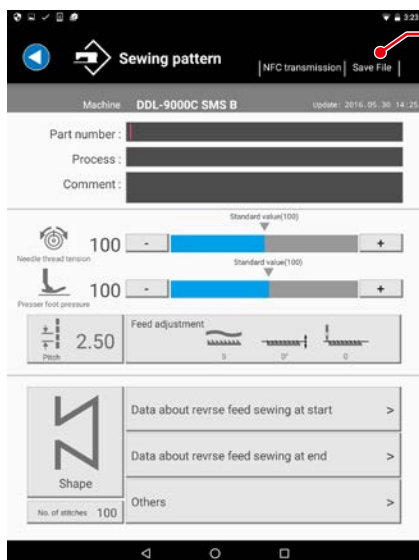 3:23
Sewing pattern
NFC transmission | Save File |
Machine DDL-9000C SMS B Update: 2016.05.30 14:25
Part number :
Process :
Comment :
Standard value(100)
100 - +
Needle thread tension
Standard value(100)
100 - +
Presser foot pressure
Feed adjustment
2.50
Pitch
S 0° 0
Data about revrse feed sewing at start >
Data about revrse feed sewing at end >
Shape
Others >
No. of stitches 100